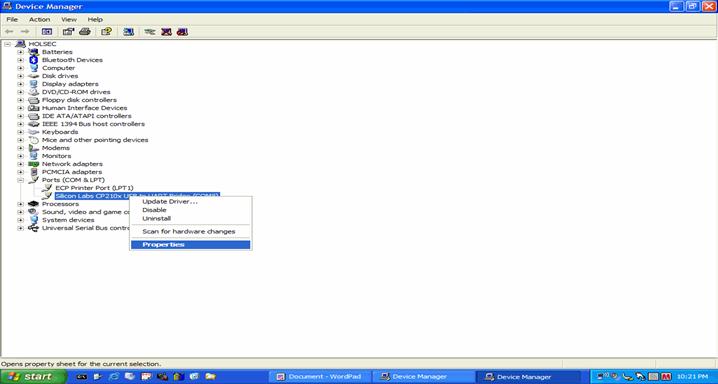 Device Manager
File Action View Help
HOLSEC
Batteries
Bluetooth Devices
Computer
Disk drives
Display adapters
DVD/CD-ROM drives
Floppy disk controllers
Human Interface Devices
IDE ATA/ATAPI controllers
IEEE 1394 Bus host controllers
Keyboards
Mice and other pointing devices
Modems
Monitors
Network adapters
PCMCIA adapters
Ports (COM & LPT)
ECP Printer Port (LPT1)
Silicon Labs CP210x USB to UART Bridge
Update Driver...
Processors
Disable
Sound, video and game co
Uninstall
System devices
Universal Serial Bus contro
Scan for hardware changes
Properties
Opens property sheet for the current selection.
start Document - WordPad Device Manager Device Manager 10:21 PM